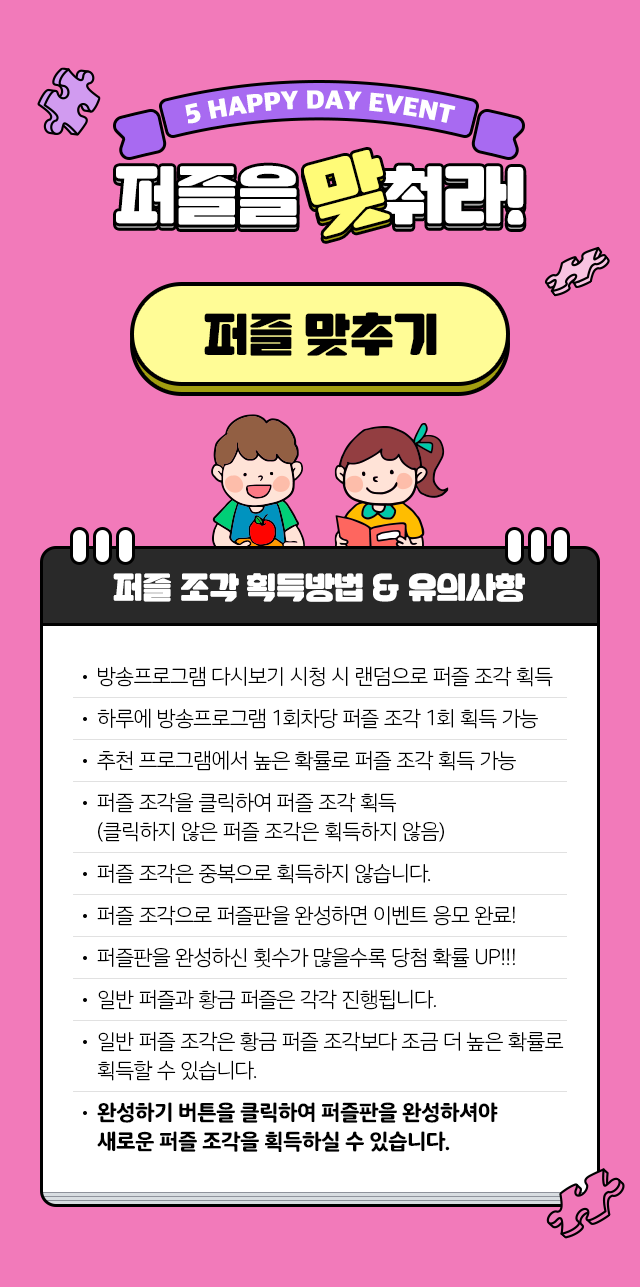 5 HAPPY DAY EVENT
퍼즐을 맞춰라!
퍼즐 맞추기
퍼즐 조각 획득방법 & 유의사항
• 방송프로그램 다시보기 시청 시 랜덤으로 퍼즐 조각 획득
• 하루에 방송프로그램 1회차당 퍼즐 조각 1회 획득 가능
• 추천 프로그램에서 높은 확률로 퍼즐 조각 획득 가능
• 퍼즐 조각을 클릭하여 퍼즐 조각 획득
(클릭하지 않은 퍼즐 조각은 획득하지 않음)
• 퍼즐 조각은 중복으로 획득하지 않습니다.
• 퍼즐 조각으로 퍼즐판을 완성하면 이벤트 응모 완료!
• 퍼즐판을 완성하신 횟수가 많을수록 당첨 확률 UP!!!
• 일반 퍼즐과 황금 퍼즐은 각각 진행됩니다.
• 일반 퍼즐 조각은 황금 퍼즐 조각보다 조금 더 높은 확률로
획득할 수 있습니다.
• 완성하기 버튼을 클릭하여 퍼즐판을 완성하셔야
새로운 퍼즐 조각을 획득하실 수 있습니다.